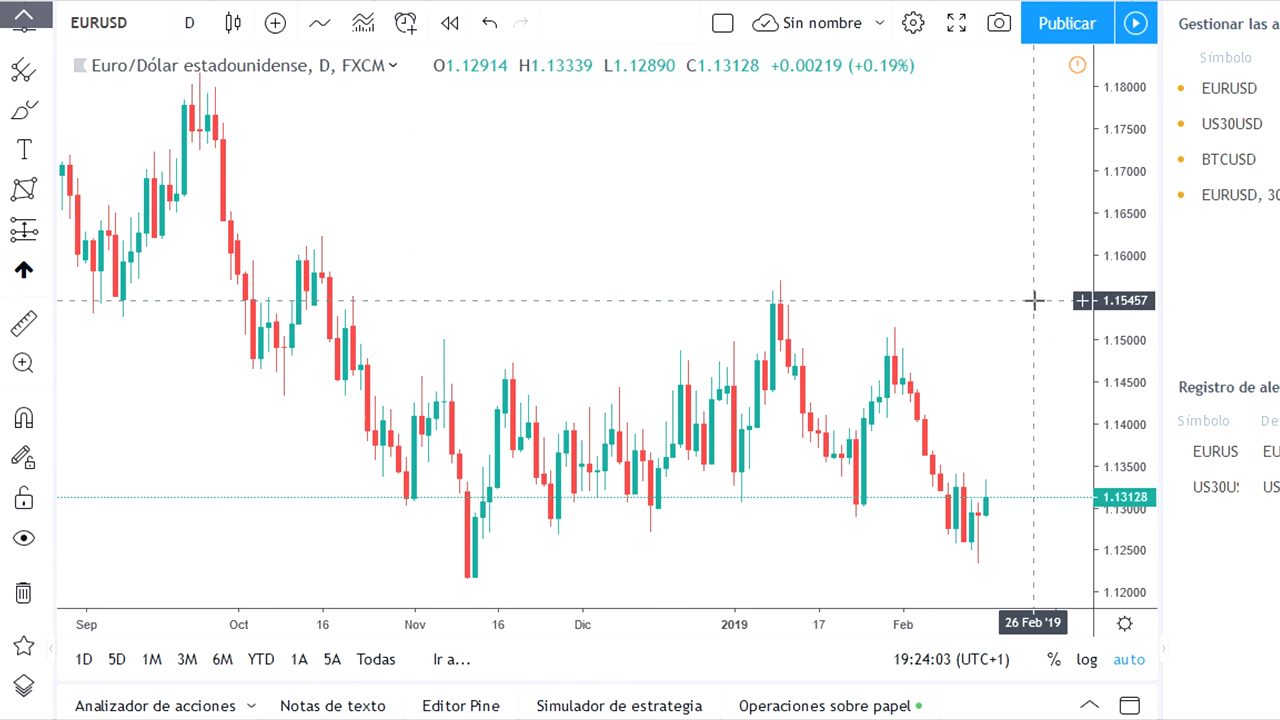 EURUSD D Sin nombre Publicar
Gestionar las a
Euro/Dólar estadounidense, D, FXCM O1.12914 H1.13339 L1.12890 C1.13128 +0.00219 (+0.19%)
Símbolo
EURUSD
US30USD
BTCUSD
EURUSD, 30
1.18000
1.17500
1.17000
1.16500
1.16000
1.15457
1.15000
1.14500
1.14000
1.13500
1.13128
1.13000
1.12500
1.12000
Registro de ale
Símbolo De
EURUS EU
US30U US
Sep Oct 16 Nov 16 Dic 2019 17 Feb 26 Feb '19
1D 5D 1M 3M 6M YTD 1A 5A Todas Ir a... 19:24:03 (UTC+1) % log auto
Analizador de acciones Notas de texto Editor Pine Simulador de estrategia Operaciones sobre papel